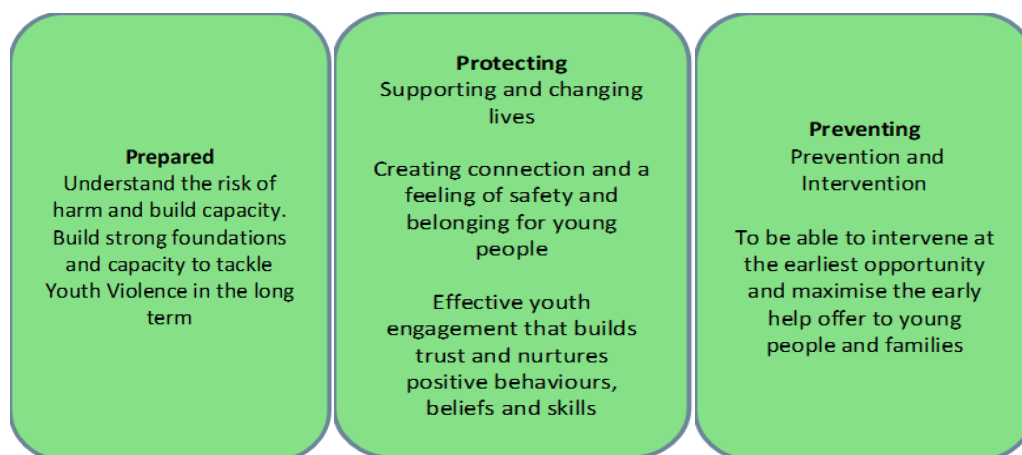 Prepared
Understand the risk of
harm and build capacity.
Build strong foundations
and capacity to tackle
Youth Violence in the long
term
Protecting
Supporting and changing
lives
Creating connection and a
feeling of safety and
belonging for young
people
Effective youth
engagement that builds
trust and nurtures
positive behaviours,
beliefs and skills
Preventing
Prevention and
Intervention
To be able to intervene at
the earliest opportunity
and maximise the early
help offer to young
people and families